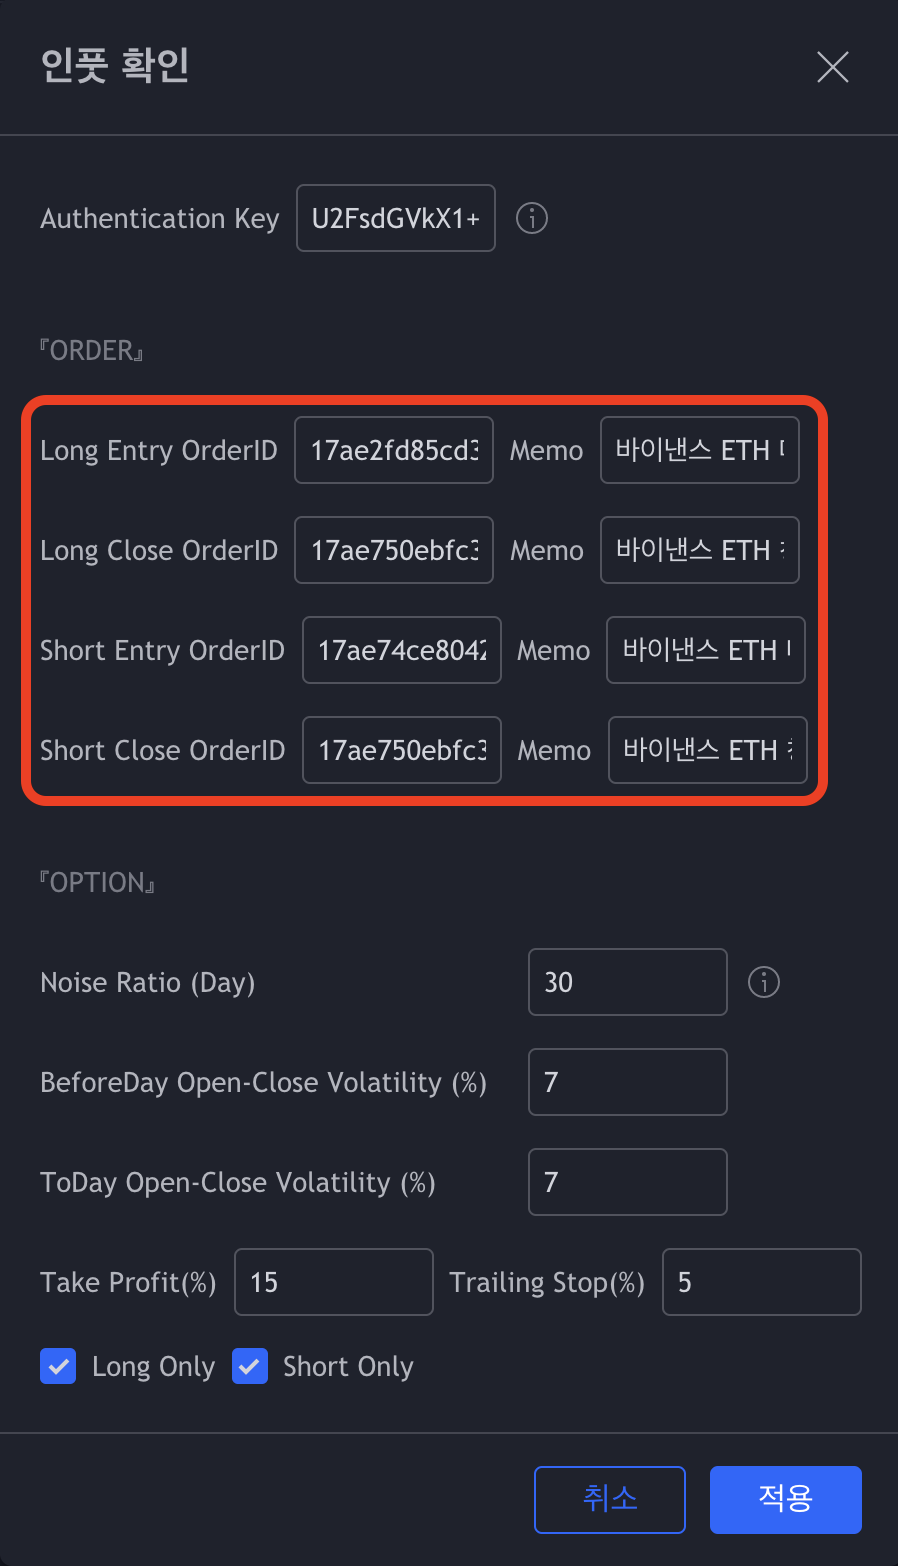 인풋 확인
Authentication Key U2FsdGVkX1+
『ORDER』
Long Entry OrderID 17ae2fd85cd3 Memo 바이낸스 ETH
Long Close OrderID 17ae750ebfc3 Memo 바이낸스 ETH
Short Entry OrderID 17ae74ce8042 Memo 바이낸스 ETH
Short Close OrderID 17ae750ebfc3 Memo 바이낸스 ETH
『OPTION』
Noise Ratio (Day) 30
BeforeDay Open-Close Volatility (%) 7
ToDay Open-Close Volatility (%) 7
Take Profit(%) 15 Trailing Stop(%) 5
Long Only Short Only
취소 적용